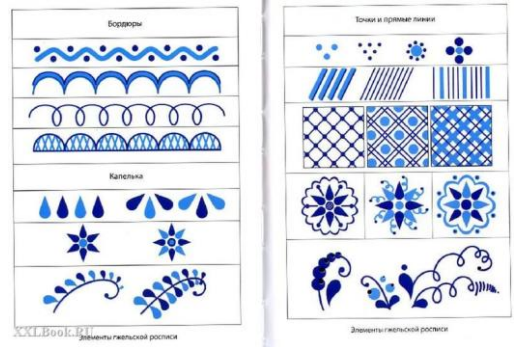 Бордюры
Капелька
Элементы гжельской росписи
XXLBook.RU
Точки и прямые линии
Элементы гжельской росписи